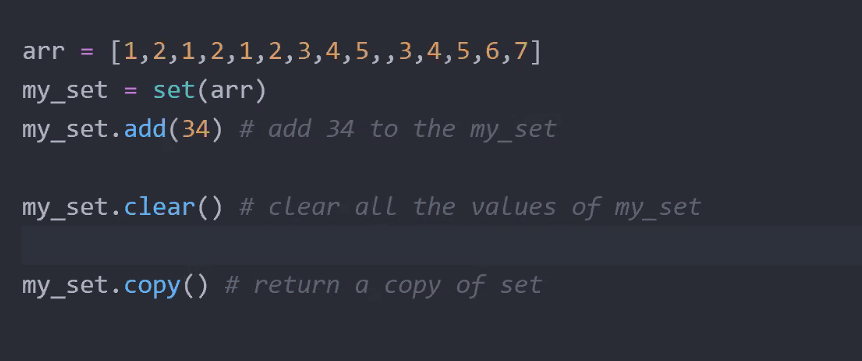 arr = [1,2,1,2,1,2,3,4,5,,3,4,5,6,7]
my_set = set(arr)
my_set.add(34) # add 34 to the my_set
my_set.clear() # clear all the values of my_set
my_set.copy() # return a copy of set